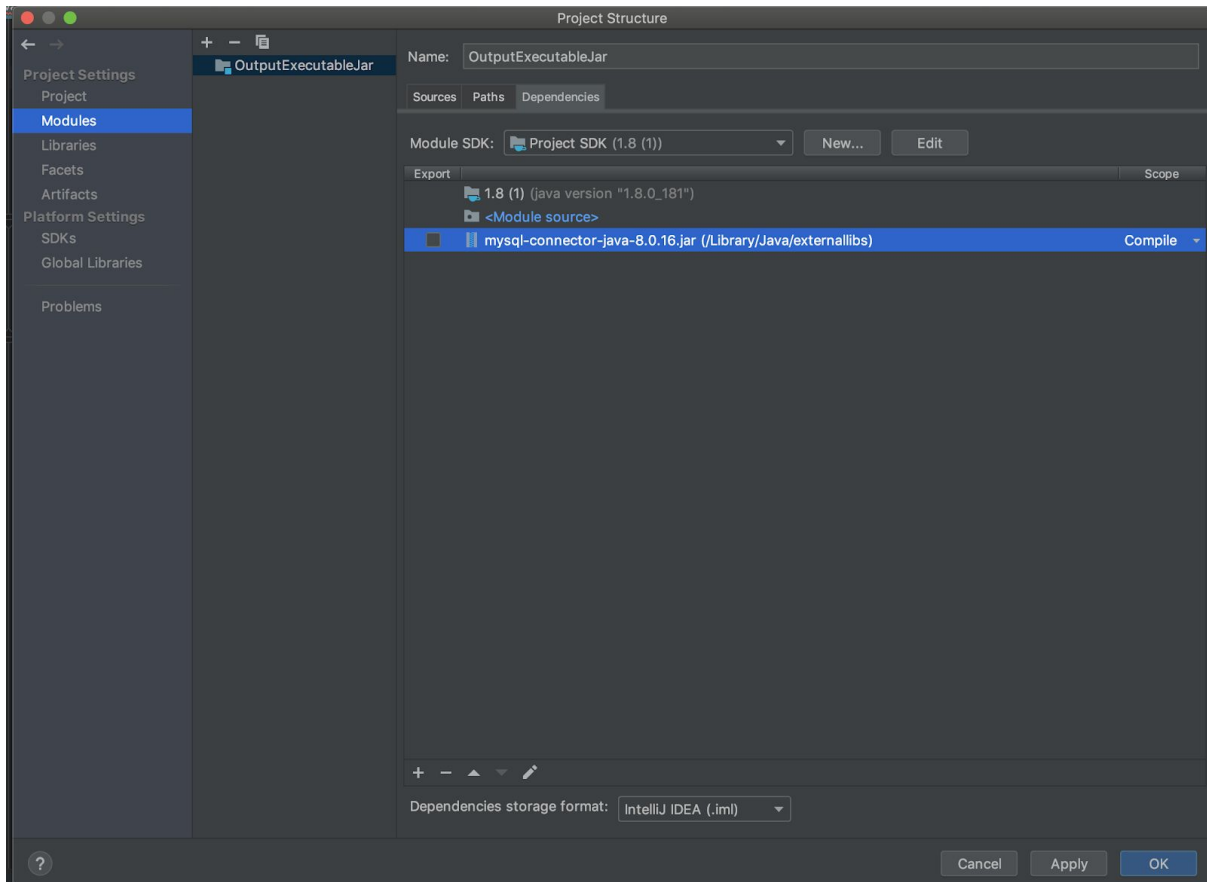 Project Structure
Project Settings
Project
Modules
Libraries
Facets
Artifacts
Platform Settings
SDKs
Global Libraries
Problems
OutputExecutableJar
Name: OutputExecutableJar
Sources Paths Dependencies
Module SDK: Project SDK (1.8 (1)) New... Edit
Export Scope
1.8 (1) (java version "1.8.0_181")
<Module source>
mysql-connector-java-8.0.16.jar (/Library/Java/externallibs) Compile
Dependencies storage format: IntelliJ IDEA (.iml)
? Cancel Apply OK